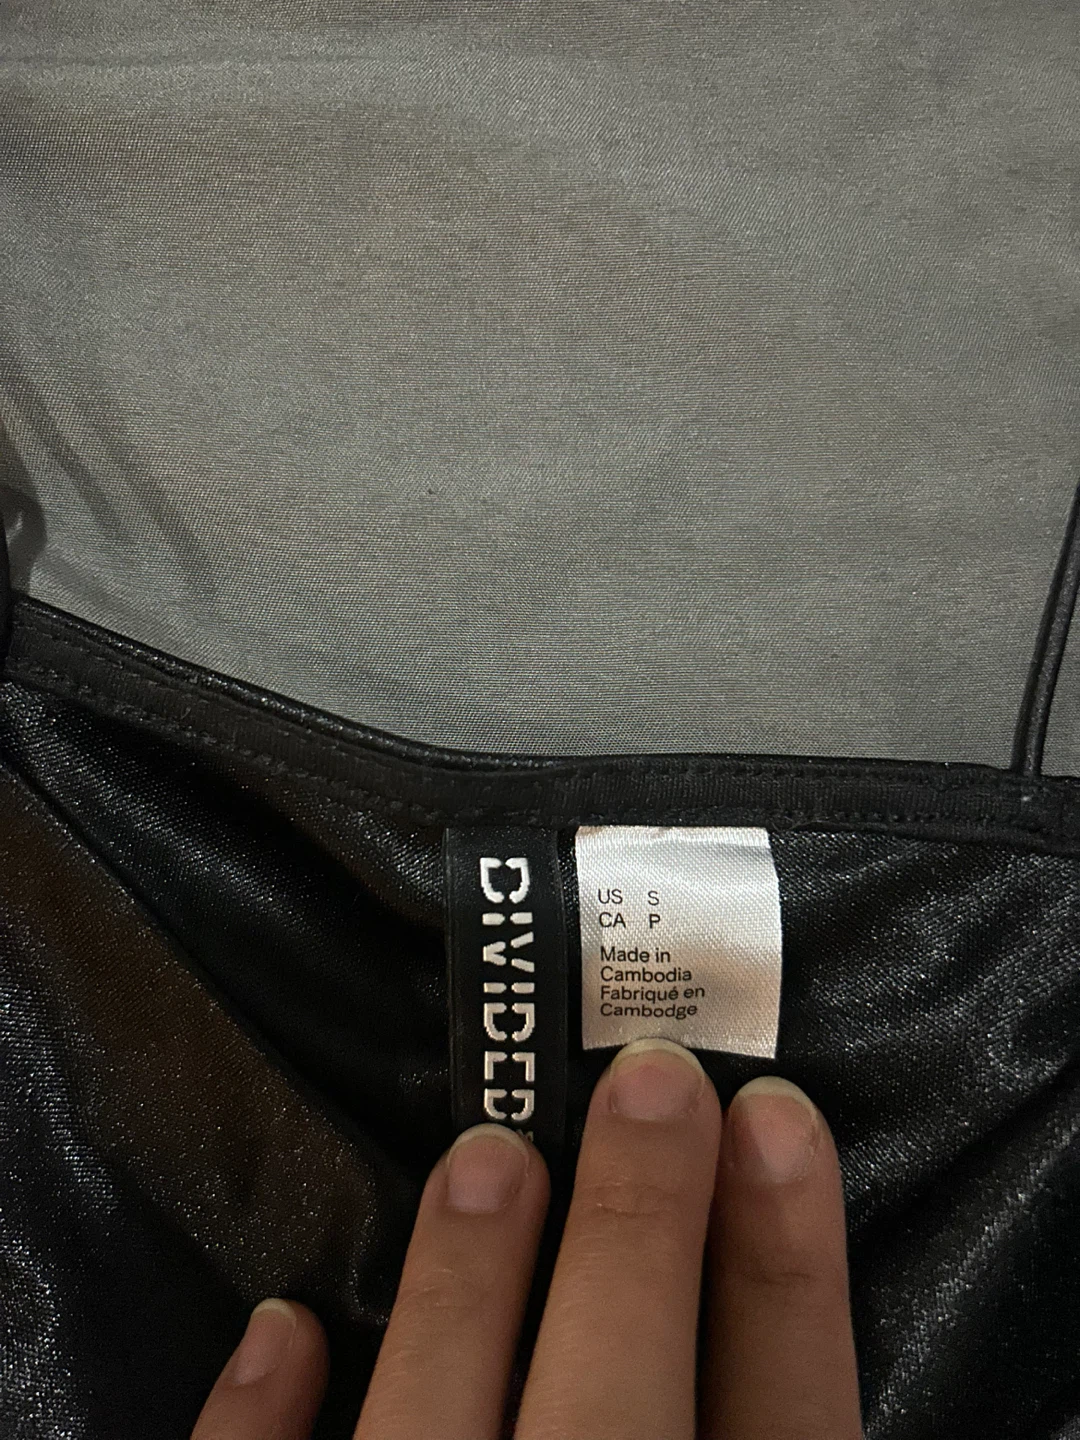 DIVIDED
US S
CA P
Made in
Cambodia
Fabriqué en
Cambodge